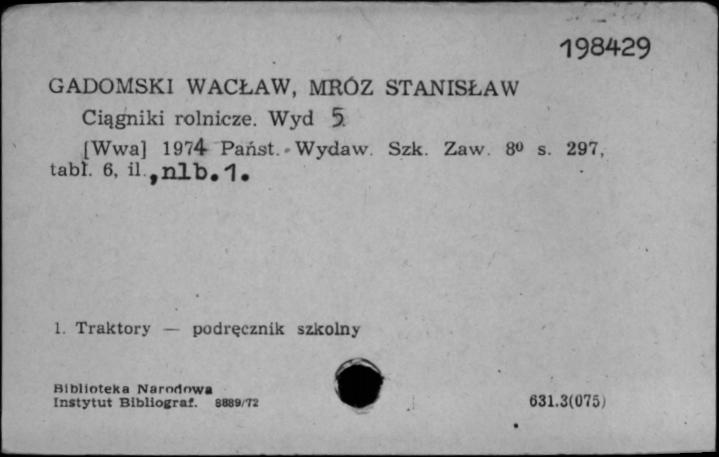 198429
GADOMSKI WACŁAW, MRÓZ STANISŁAW
Ciągniki rolnicze. Wyd 5.
[Wwa] 1974 Państ. Wydaw. Szk. Zaw. 8⁰ s. 297,
tabl. 6, il., nlb. 1.
1. Traktory — podręcznik szkolny
Biblioteka Narodowa
Instytut Bibliograf. 8889/72
631.3(075)